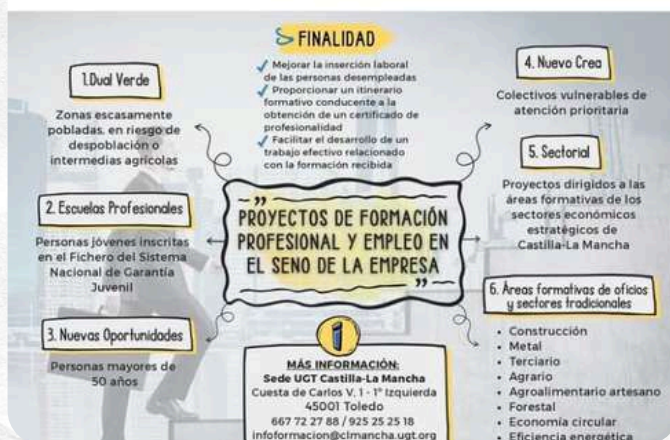 FINALIDAD
✓ Mejorar la inserción laboral
de las personas desempleadas
✓ Proporcionar un itinerario
formativo conducente a la
obtención de un certificado de
profesionalidad
✓ Facilitar el desarrollo de un
trabajo efectivo relacionado
con la formación recibida
1.Dual Verde
Zonas escasamente
pobladas, en riesgo de
despoblación o
intermedias agrícolas
2. Escuelas Profesionales
Personas jóvenes inscritas
en el Fichero del Sistema
Nacional de Garantía
Juvenil
3. Nuevas Oportunidades
Personas mayores de
50 años
PROYECTOS DE FORMACIÓN
PROFESIONAL Y EMPLEO EN
EL SENO DE LA EMPRESA
4. Nuevo Crea
Colectivos vulnerables de
atención prioritaria
5. Sectorial
Proyectos dirigidos a las
áreas formativas de los
sectores económicos
estratégicos de
Castilla-La Mancha
6. Áreas formativas de oficios
y sectores tradicionales
• Construcción
• Metal
• Terciario
• Agrario
• Agroalimentario artesano
• Forestal
• Economía circular
• Eficiencia energética
MÁS INFORMACIÓN:
Sede UGT Castilla-La Mancha
Cuesta de Carlos V, 1 - 1º Izquierda
45001 Toledo
667 72 27 88 / 925 25 25 18
infoformacion@clmancha.ugt.org